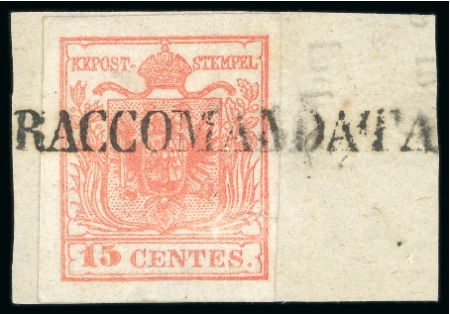 KKPOST-STEMPEL
RACCOMANDATA
15 CENTES.